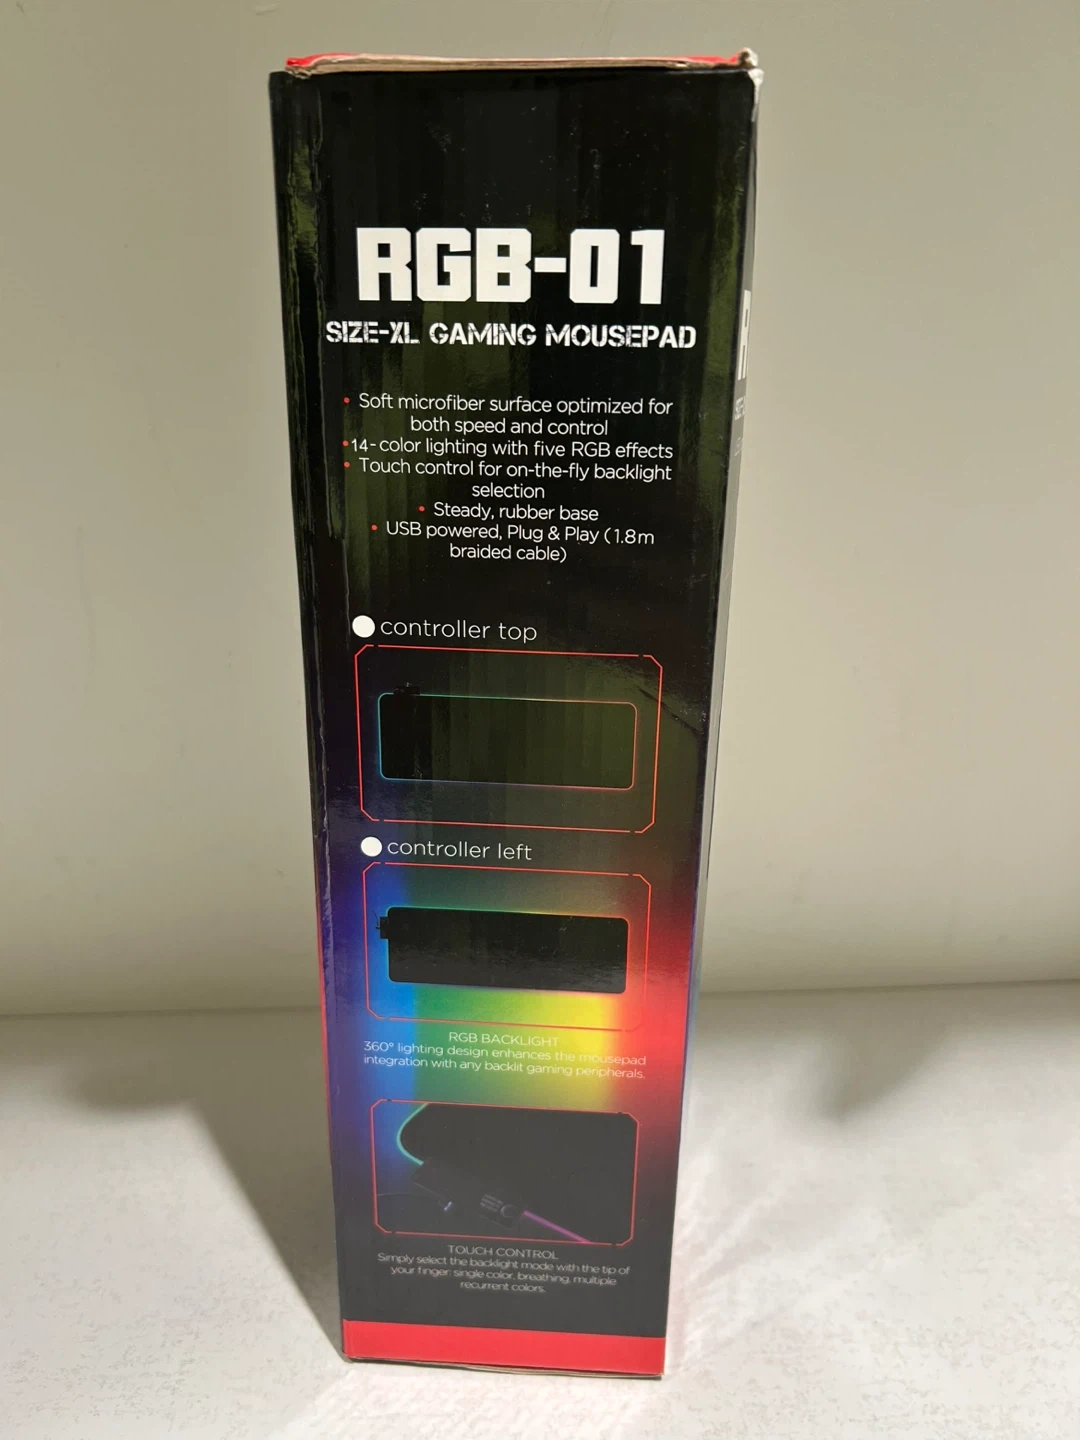 RGB-01
SIZE-XL GAMING MOUSEPAD
• Soft microfiber surface optimized for
both speed and control
• 14-color lighting with five RGB effects
• Touch control for on-the-fly backlight
selection
• Steady, rubber base
• USB powered, Plug & Play (1.8m
braided cable)
controller top
controller left
RGB BACKLIGHT
360° lighting design enhances the mousepad
integration with any backlit gaming peripherals.
TOUCH CONTROL
Simply select the backlight mode with the tip of
your finger: single color, breathing, multiple
recurrent colors.